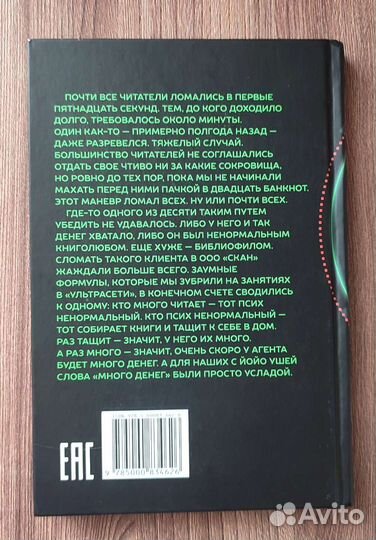 ПОЧТИ ВСЕ ЧИТАТЕЛИ ЛОМАЛИСЬ В ПЕРВЫЕ
ПЯТНАДЦАТЬ СЕКУНД. ТЕМ, ДО КОГО ДОХОДИЛО
ДОЛГО, ТРЕБОВАЛОСЬ ОКОЛО МИНУТЫ.
ОДИН КАК-ТО — ПРИМЕРНО ПОЛГОДА НАЗАД —
ДАЖЕ РАЗРЕВЕЛСЯ. ТЯЖЕЛЫЙ СЛУЧАЙ.
БОЛЬШИНСТВО ЧИТАТЕЛЕЙ НЕ СОГЛАШАЛИСЬ
ОТДАТЬ СВОЕ ЧТИВО НИ ЗА КАКИЕ СОКРОВИЩА,
НО РОВНО ДО ТЕХ ПОР, ПОКА МЫ НЕ НАЧИНАЛИ
МАХАТЬ ПЕРЕД НИМИ ПАЧКОЙ В ДВАДЦАТЬ БАНКНОТ.
ЭТОТ МАНЕВР ЛОМАЛ ВСЕХ. НУ ИЛИ ПОЧТИ ВСЕХ.
ГДЕ-ТО ОДНОГО ИЗ ДЕСЯТИ ТАКИМ ПУТЕМ
УБЕДИТЬ НЕ УДАВАЛОСЬ. ЛИБО У НЕГО И ТАК
ДЕНЕГ ХВАТАЛО, ЛИБО ОН БЫЛ НЕНОРМАЛЬНЫМ
КНИГОЛЮБОМ. ЕЩЕ ХУЖЕ — БИБЛИОФИЛОМ.
СЛОМАТЬ ТАКОГО КЛИЕНТА В ООО «СКАН»
ЖАЖДАЛИ БОЛЬШЕ ВСЕГО. ЗАУМНЫЕ
ФОРМУЛЫ, КОТОРЫЕ МЫ ЗУБРИЛИ НА ЗАНЯТИЯХ
В «УЛЬТРАСЕТИ», В КОНЕЧНОМ СЧЕТЕ СВОДИЛИСЬ
К ОДНОМУ: КТО МНОГО ЧИТАЕТ — ТОТ ПСИХ
НЕНОРМАЛЬНЫЙ. КТО ПСИХ НЕНОРМАЛЬНЫЙ —
ТОТ СОБИРАЕТ КНИГИ И ТАЩИТ К СЕБЕ В ДОМ.
РАЗ ТАЩИТ — ЗНАЧИТ, У НЕГО ИХ МНОГО.
А РАЗ МНОГО — ЗНАЧИТ, ОЧЕНЬ СКОРО У АГЕНТА
БУДЕТ МНОГО ДЕНЕГ. А ДЛЯ НАШИХ С ЙОЙО УШЕЙ
СЛОВА «МНОГО ДЕНЕГ» БЫЛИ ПРОСТО УСЛАДОЙ.
EAC
9 785000 834626
Avito